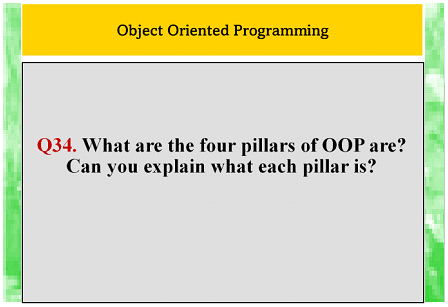 Object Oriented Programming
Q34. What are the four pillars of OOP are?
Can you explain what each pillar is?